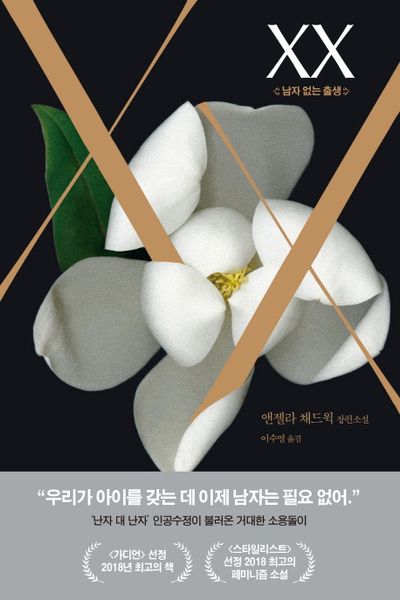 XX
남자 없는 출생
앤젤라 채드윅 장편소설
이수영 옮김
“우리가 아이를 갖는 데 이제 남자는 필요 없어.”
‘난자 대 난자’ 인공수정이 불러온 거대한 소용돌이
〈가디언〉 선정
2018년 최고의 책
〈스타일리스트〉
선정 2018 최고의
페미니즘 소설